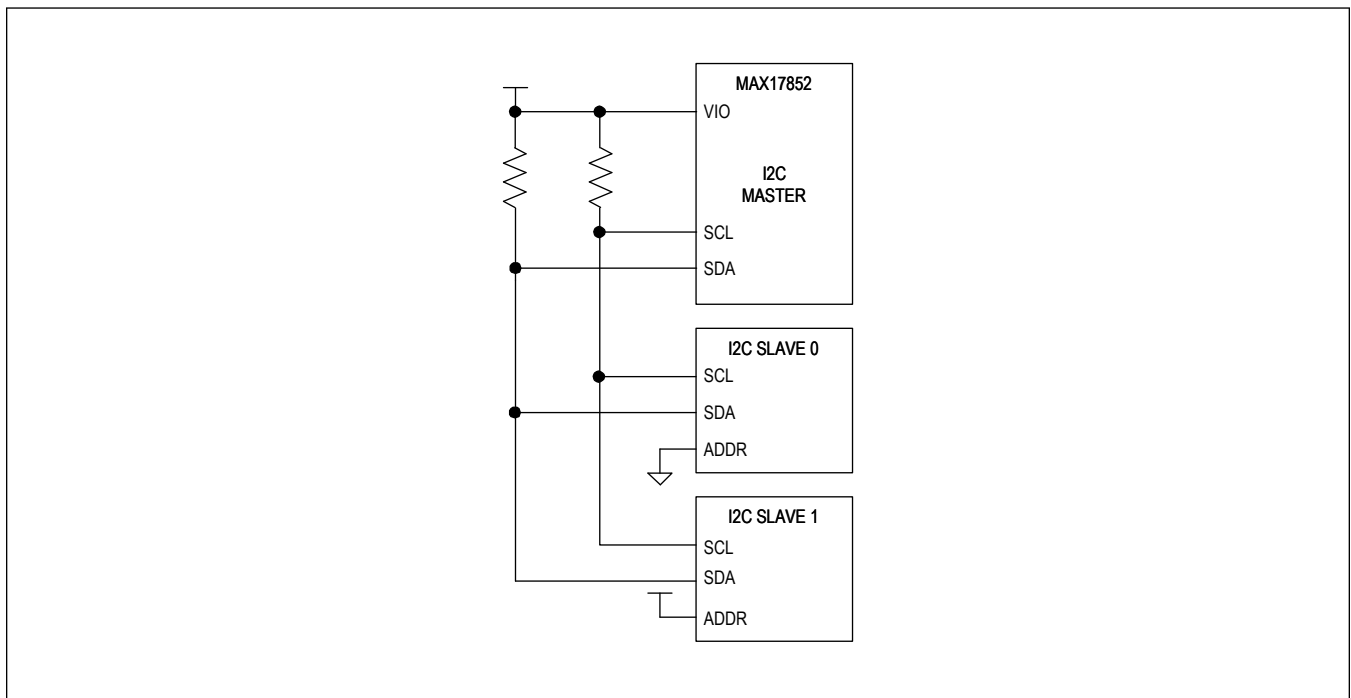 MAX17852
VIO
I2C
MASTER
SCL
SDA
I2C SLAVE 0
SCL
SDA
ADDR
I2C SLAVE 1
SCL
SDA
ADDR